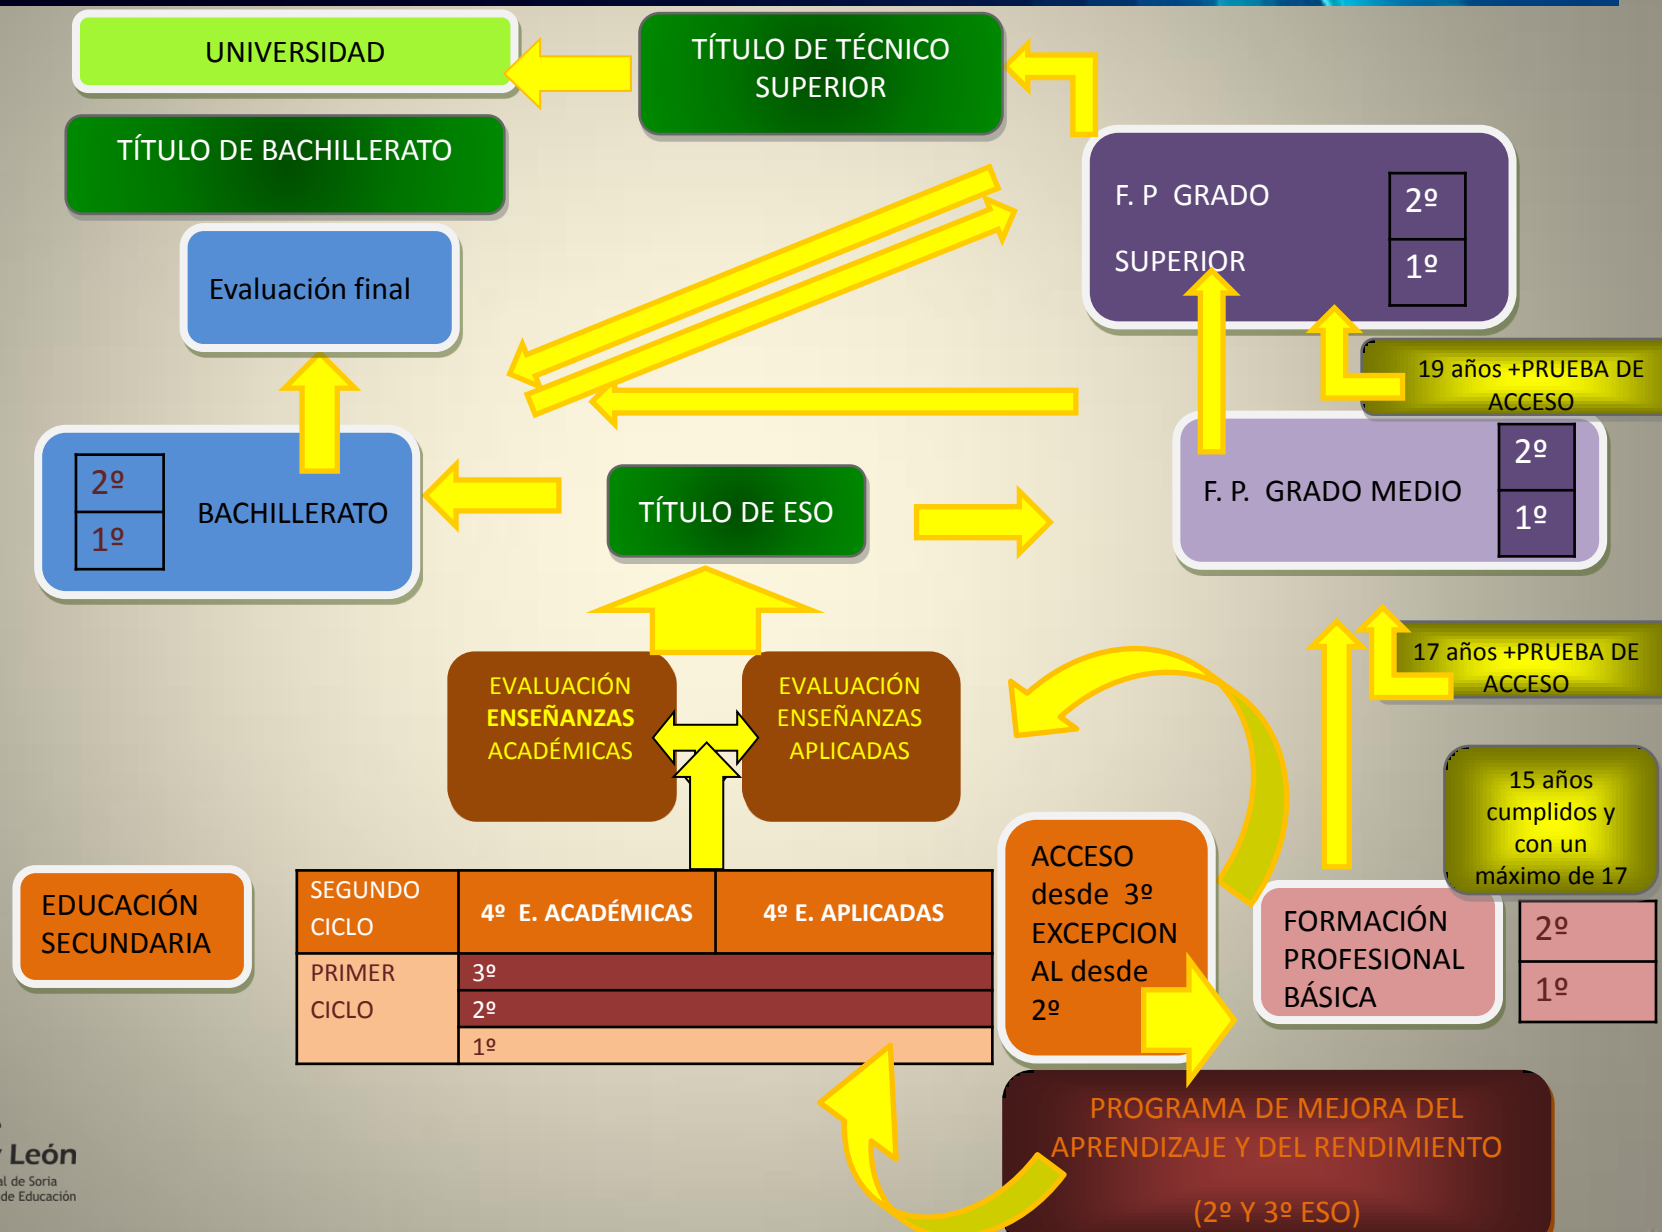 UNIVERSIDAD
TÍTULO DE TÉCNICO
SUPERIOR
TÍTULO DE BACHILLERATO
F. P GRADO
SUPERIOR
2º
1º
Evaluación final
19 años +PRUEBA DE
ACCESO
2º
1º
BACHILLERATO
TÍTULO DE ESO
F. P. GRADO MEDIO
2º
1º
17 años +PRUEBA DE
ACCESO
EVALUACIÓN
ENSEÑANZAS
ACADÉMICAS
EVALUACIÓN
ENSEÑANZAS
APLICADAS
15 años
cumplidos y
con un
máximo de 17
EDUCACIÓN
SECUNDARIA
SEGUNDO
CICLO
4º E. ACADÉMICAS
4º E. APLICADAS
PRIMER
CICLO
3º
2º
1º
ACCESO
desde 3º
EXCEPCION
AL desde
2º
FORMACIÓN
PROFESIONAL
BÁSICA
2º
1º
PROGRAMA DE MEJORA DEL
APRENDIZAJE Y DEL RENDIMIENTO
(2º Y 3º ESO)
León
al de Soria
de Educación